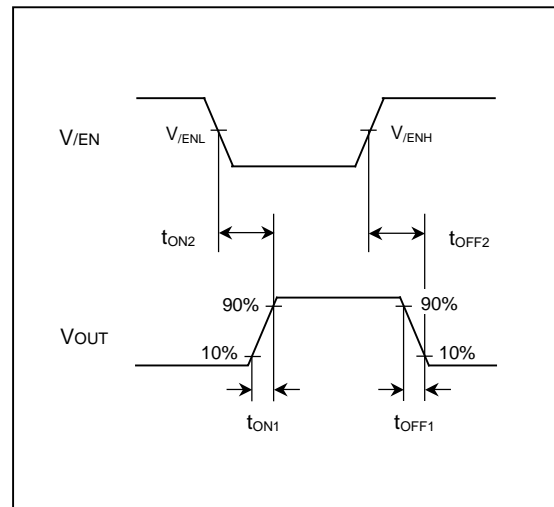 V/EN
V/ENL
V/ENH
tON2
tOFF2
VOUT
90%
90%
10%
10%
tON1
tOFF1